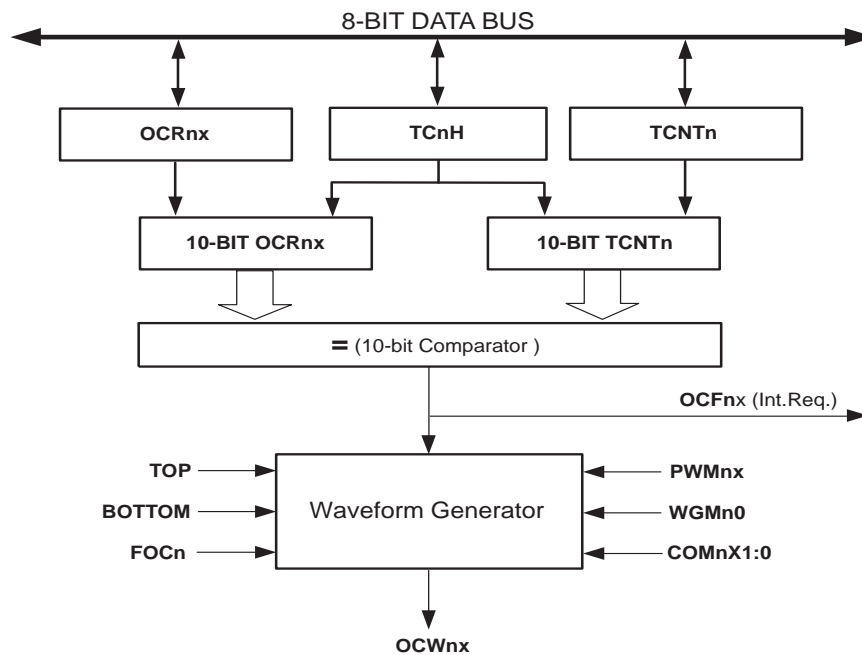 8-BIT DATA BUS
OCRnx
TCnH
TCNTn
10-BIT OCRnx
10-BIT TCNTn
= (10-bit Comparator )
OCFnx (Int.Req.)
TOP
PWMnx
BOTTOM
Waveform Generator
WGMn0
FOCn
COMnX1:0
OCWnx